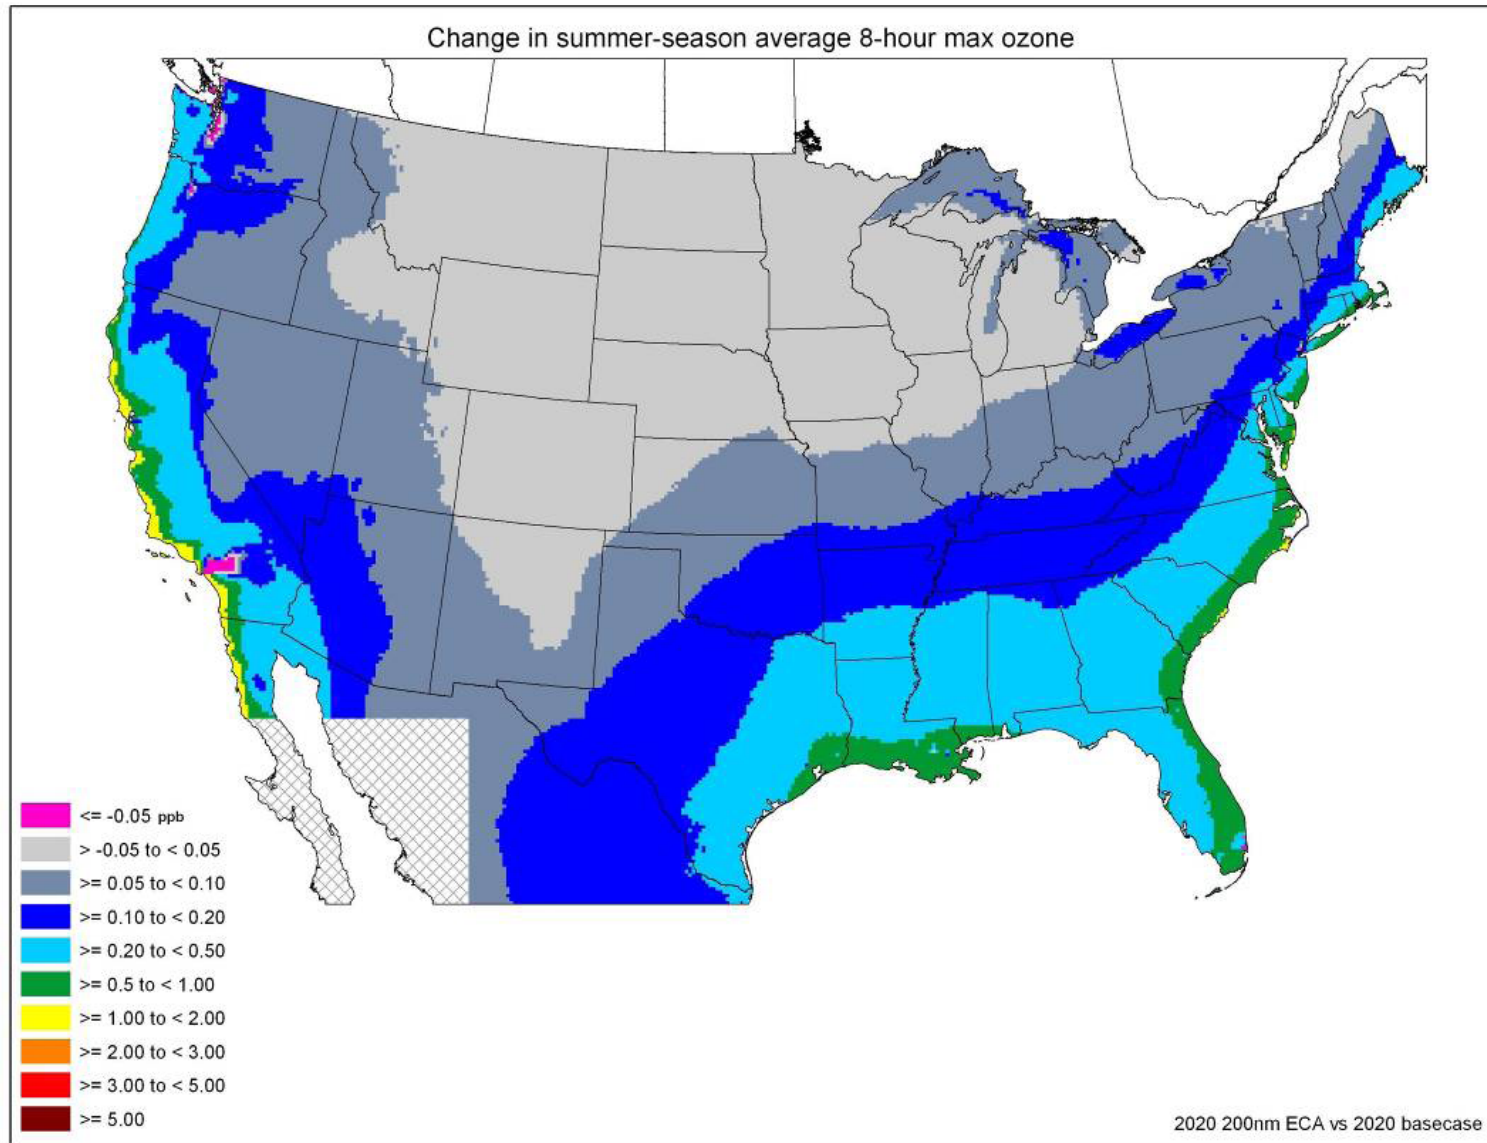 Change in summer-season average 8-hour max ozone
<= -0.05 ppb
> -0.05 to < 0.05
>= 0.05 to < 0.10
>= 0.10 to < 0.20
>= 0.20 to < 0.50
>= 0.5 to < 1.00
>= 1.00 to < 2.00
>= 2.00 to < 3.00
>= 3.00 to < 5.00
>= 5.00
2020 200nm ECA vs 2020 basecase